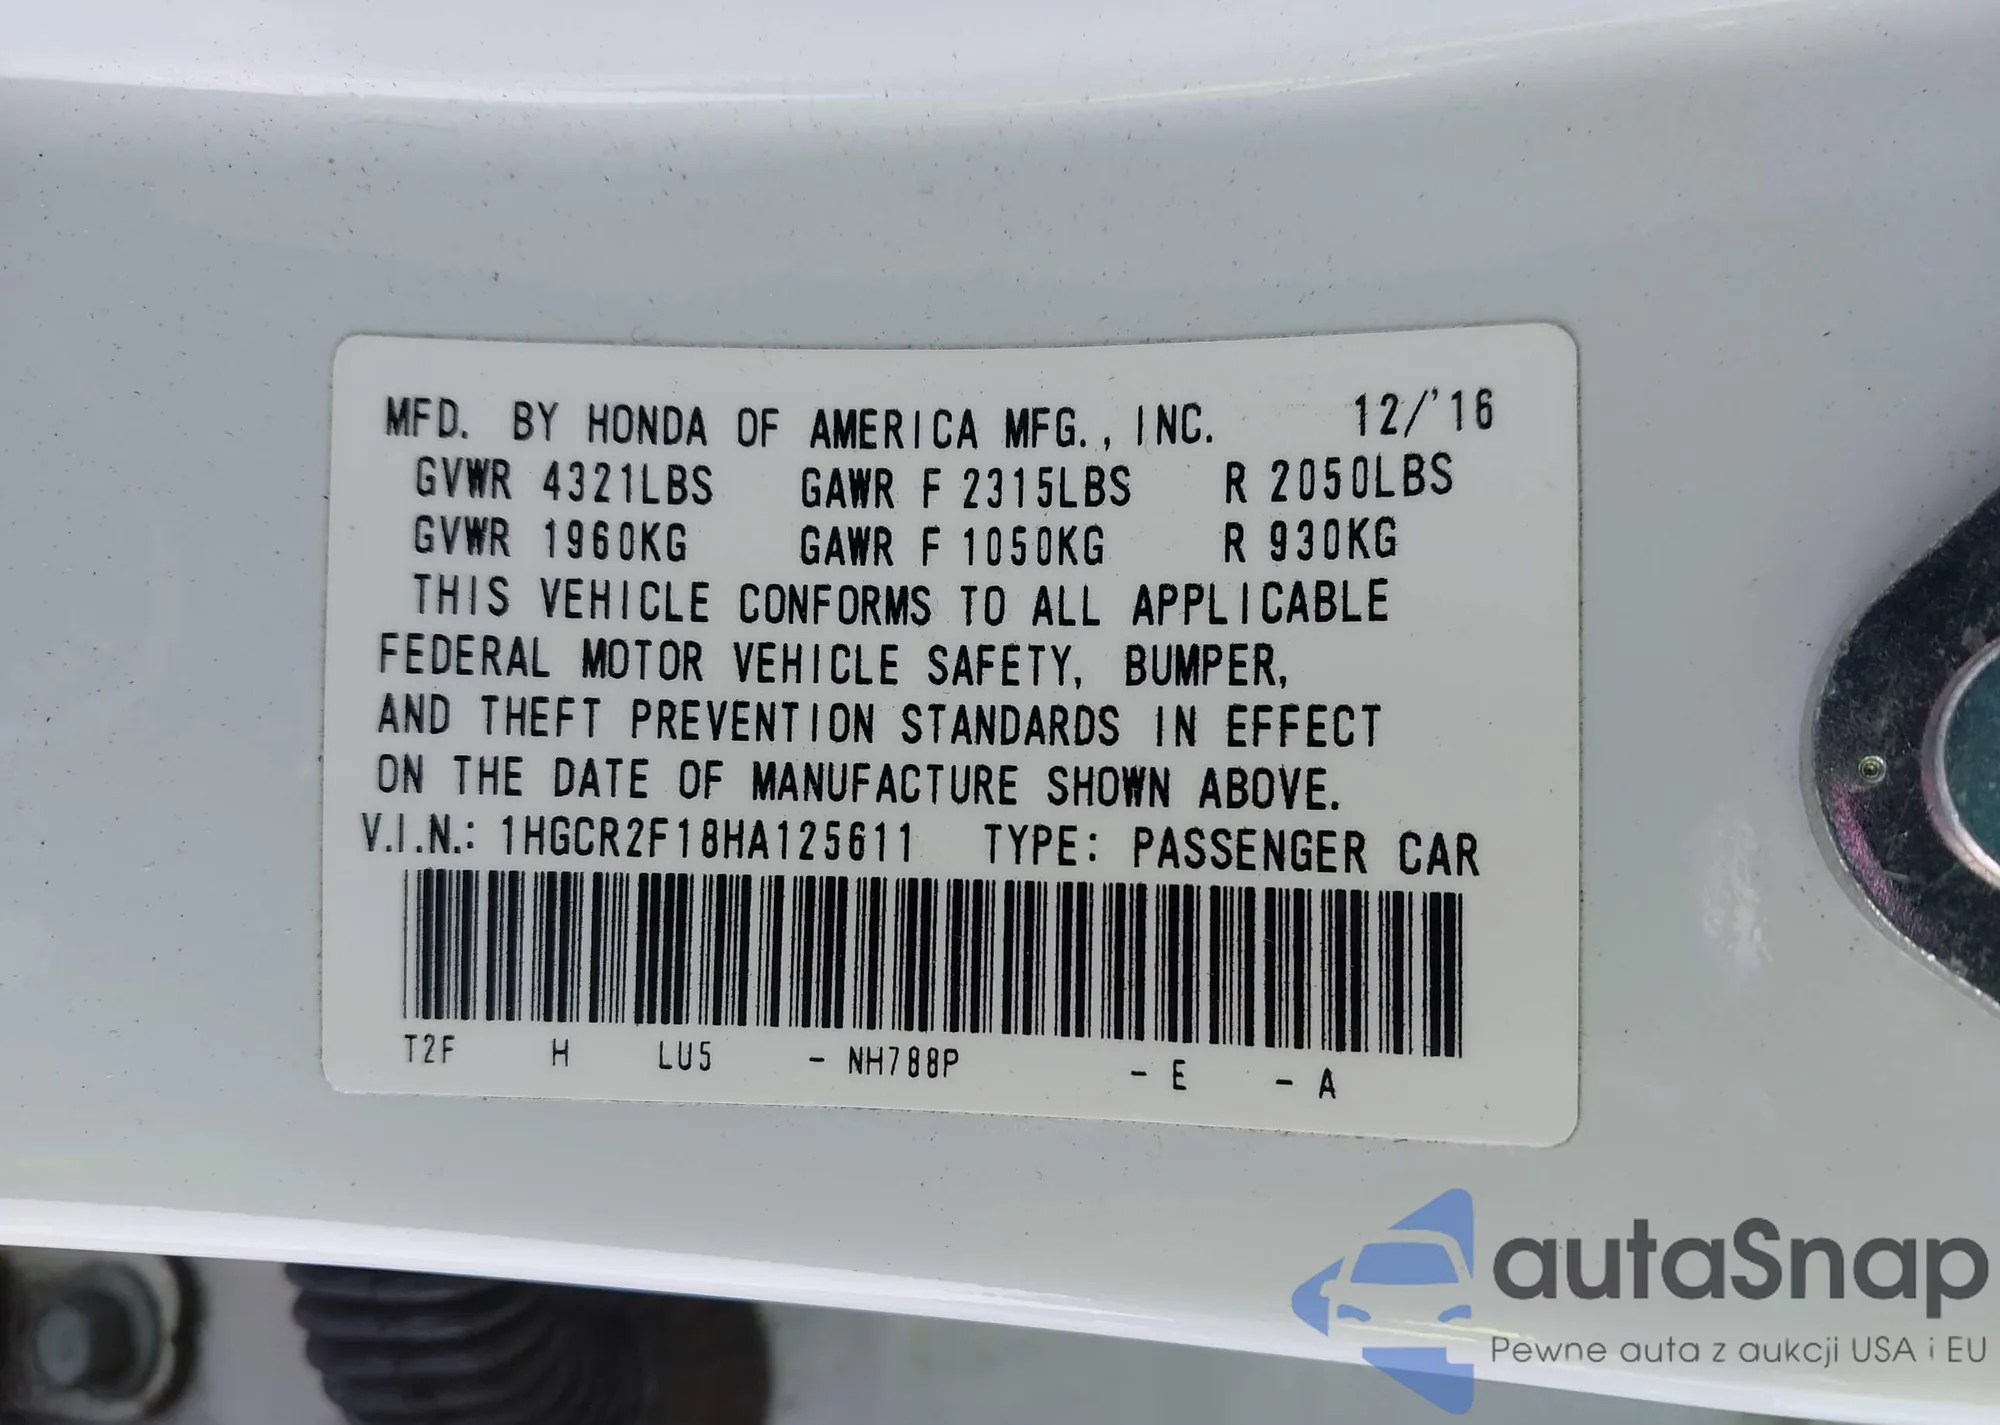 MFD. BY HONDA OF AMERICA MFG., INC. 12/'16
GVWR 4321LBS GAWR F 2315LBS R 2050LBS
GVWR 1960KG GAWR F 1050KG R 930KG
THIS VEHICLE CONFORMS TO ALL APPLICABLE
FEDERAL MOTOR VEHICLE SAFETY, BUMPER,
AND THEFT PREVENTION STANDARDS IN EFFECT
ON THE DATE OF MANUFACTURE SHOWN ABOVE.
V.I.N.: 1HGCR2F18HA125611 TYPE: PASSENGER CAR
T2F H LU5 - NH788P - E - A
autaSnap
Pewne auta z aukcji USA i EU